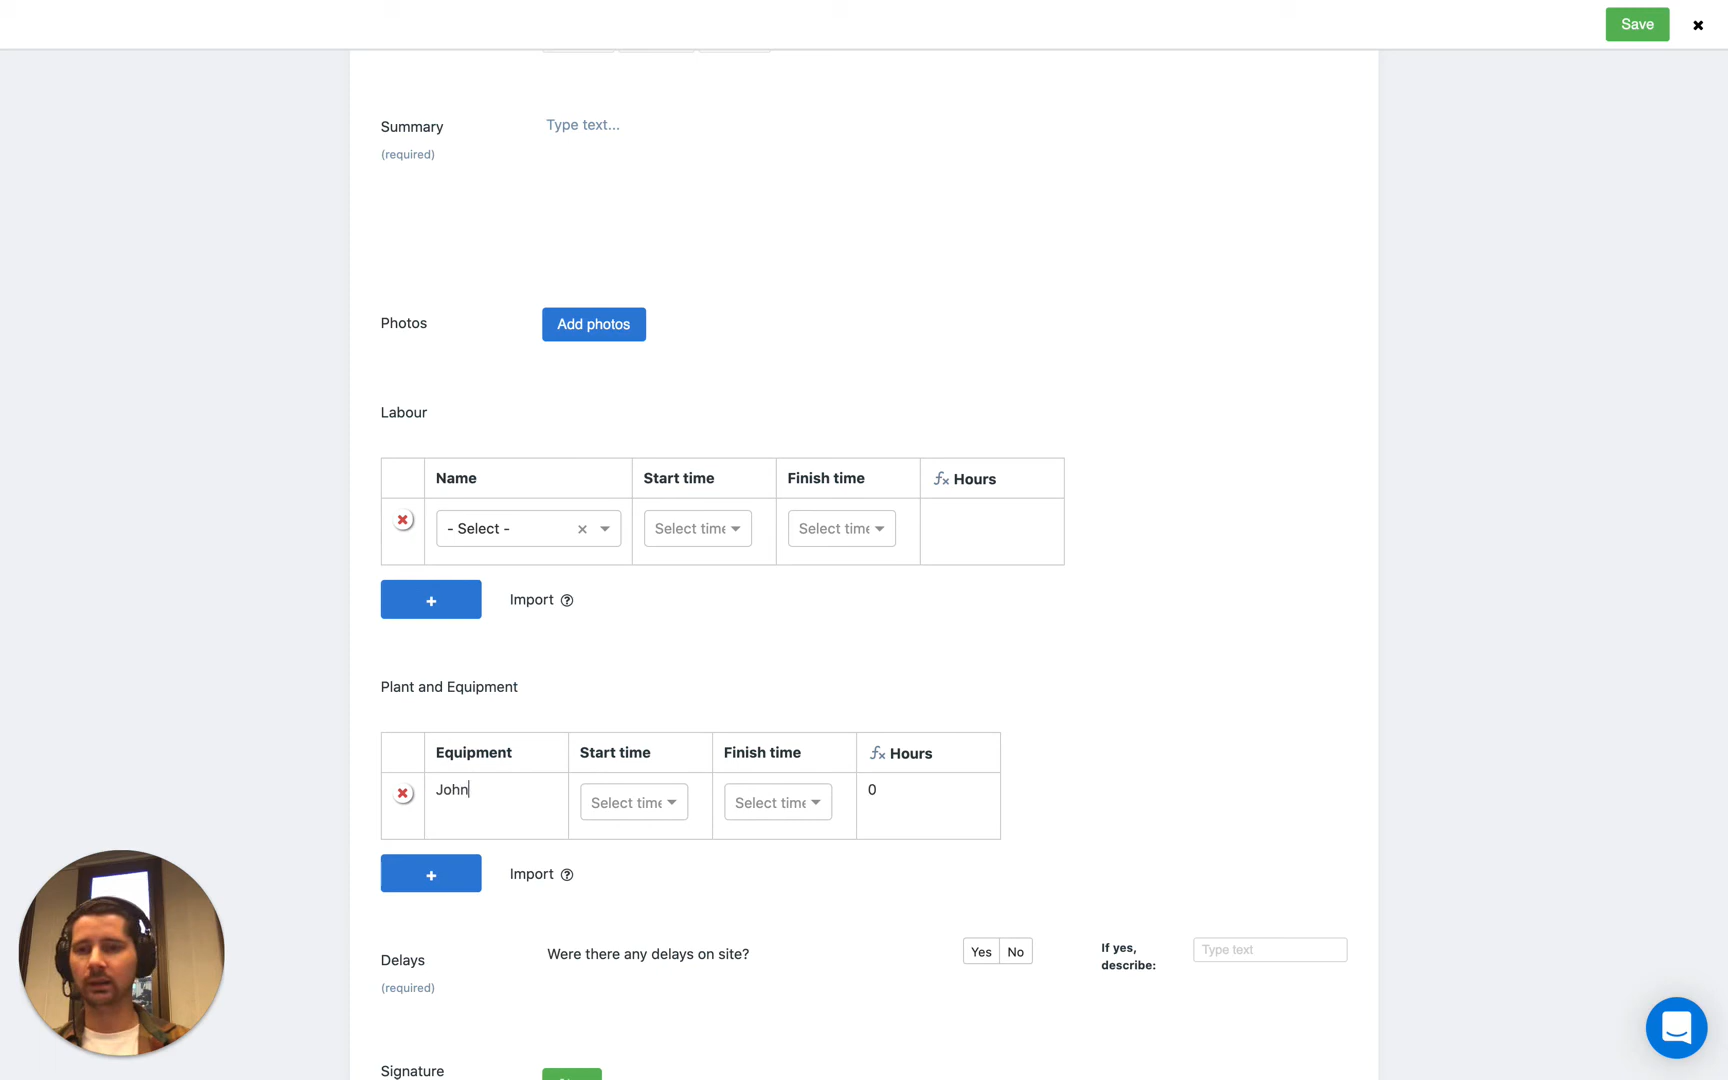 Save
Summary
(required)
Type text...
Photos
Add photos
Labour
Name Start time Finish time fx Hours
- Select - Select time Select time
+ Import ?
Plant and Equipment
Equipment Start time Finish time fx Hours
John Select time Select time 0
+ Import ?
Delays
(required)
Were there any delays on site?
Yes No
If yes,
describe:
Type text
Signature